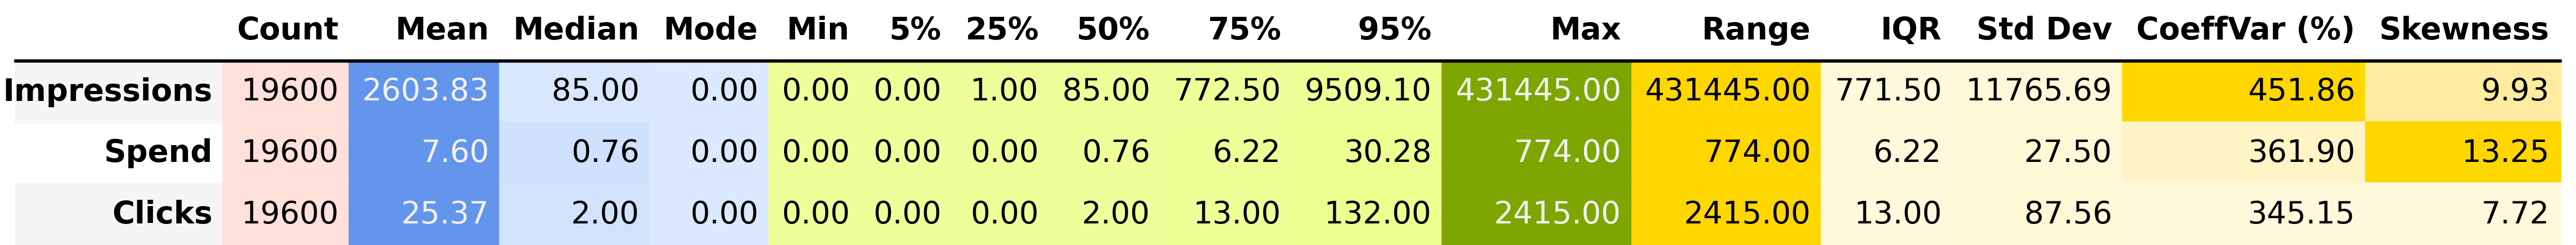 Count Mean Median Mode Min 5% 25% 50% 75% 95% Max Range IQR Std Dev CoeffVar (%) Skewness
Impressions 19600 2603.83 85.00 0.00 0.00 0.00 1.00 85.00 772.50 9509.10 431445.00 431445.00 771.50 11765.69 451.86 9.93
Spend 19600 7.60 0.76 0.00 0.00 0.00 0.00 0.76 6.22 30.28 774.00 774.00 6.22 27.50 361.90 13.25
Clicks 19600 25.37 2.00 0.00 0.00 0.00 0.00 2.00 13.00 132.00 2415.00 2415.00 13.00 87.56 345.15 7.72